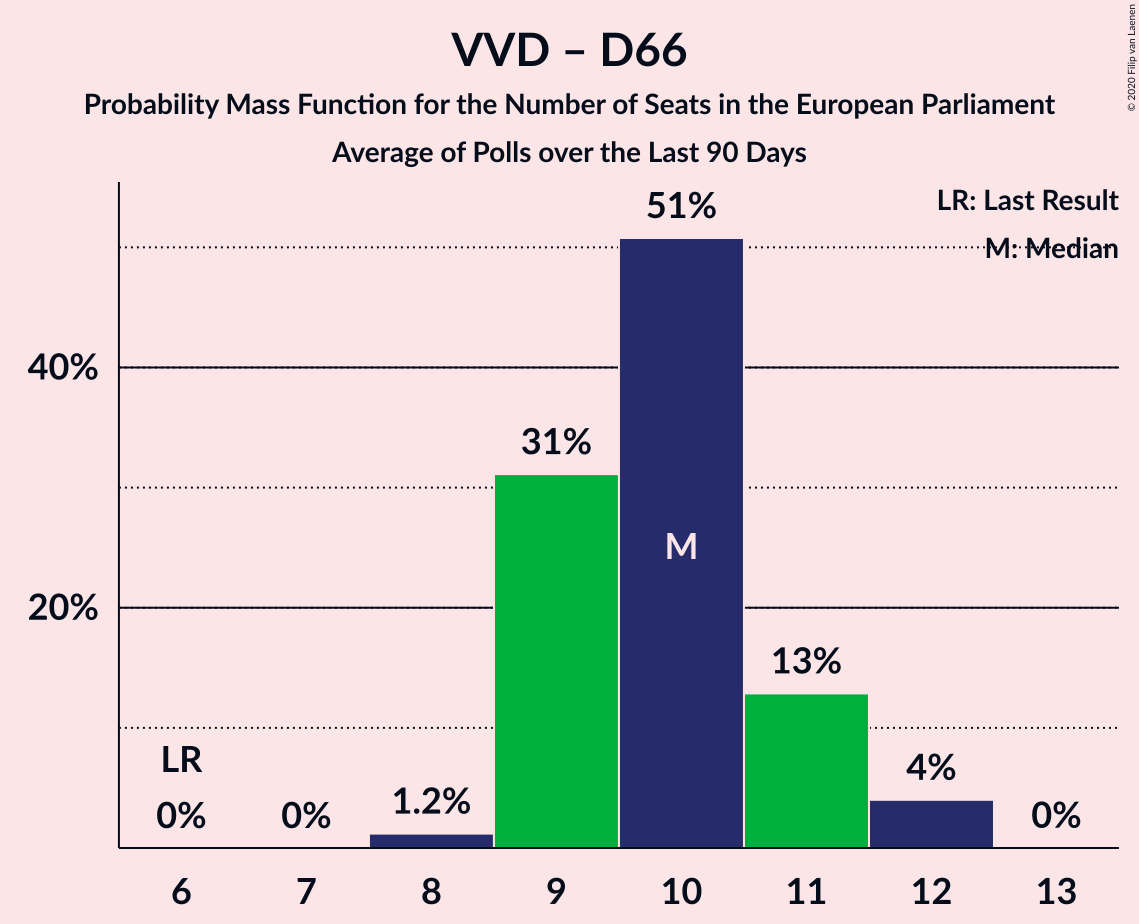 VVD – D66
Probability Mass Function for the Number of Seats in the European Parliament
Average of Polls over the Last 90 Days
© 2020 Filip van Laenen
LR: Last Result
M: Median
51%
40%
31%
M
20%
13%
LR
4%
1.2%
0%
0%
0%
6
7
8
9
10
11
12
13